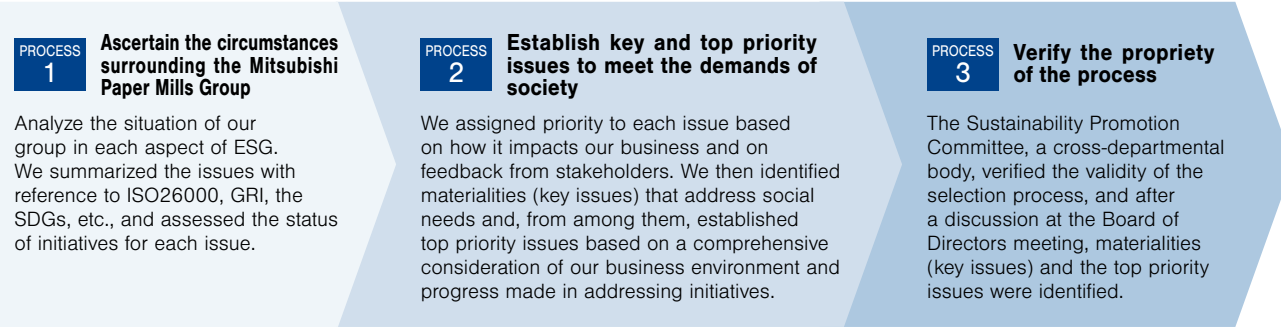 PROCESS
1
Ascertain the circumstances
surrounding the Mitsubishi
Paper Mills Group
Analyze the situation of our
group in each aspect of ESG.
We summarized the issues with
reference to ISO26000, GRI, the
SDGs, etc., and assessed the status
of initiatives for each issue.
PROCESS
2
Establish key and top priority
issues to meet the demands of
society
We assigned priority to each issue based
on how it impacts our business and on
feedback from stakeholders. We then identified
materialities (key issues) that address social
needs and, from among them, established
top priority issues based on a comprehensive
consideration of our business environment and
progress made in addressing initiatives.
PROCESS
3
Verify the propriety
of the process
The Sustainability Promotion
Committee, a cross-departmental
body, verified the validity of the
selection process, and after
a discussion at the Board of
Directors meeting, materialities
(key issues) and the top priority
issues were identified.